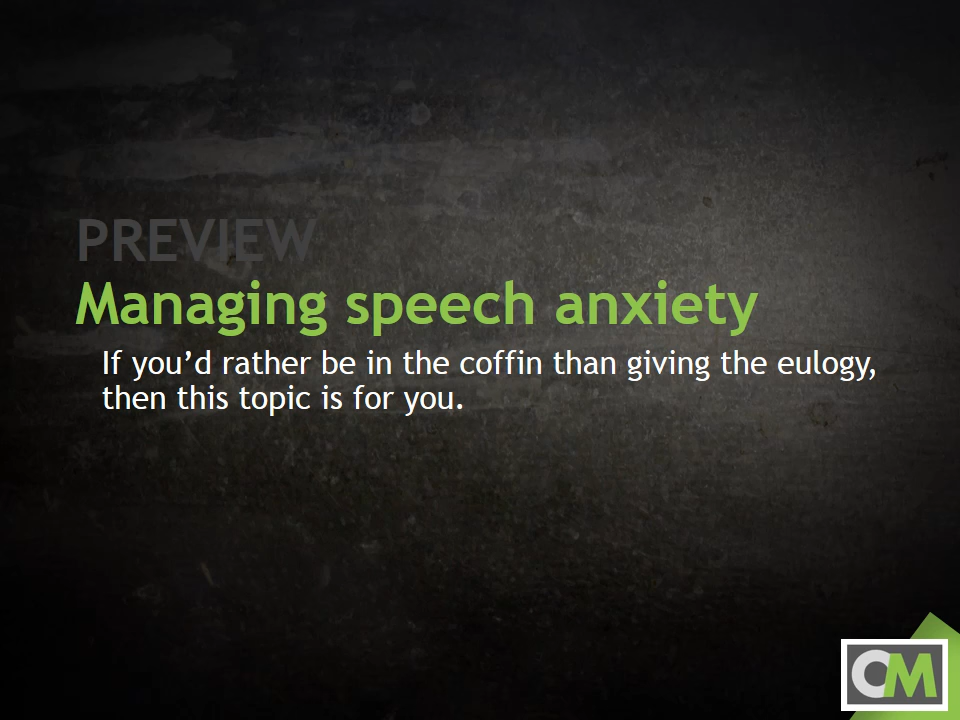 PREVIEW
Managing speech anxiety
If you’d rather be in the coffin than giving the eulogy,
then this topic is for you.
CM